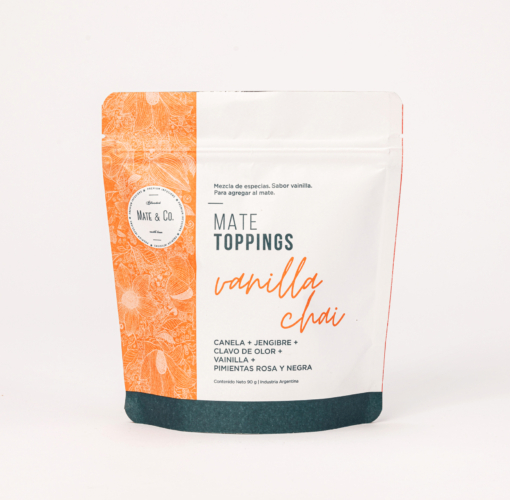 Mezcla de especias. Sabor vainilla.
Para agregar al mate.
MATE
TOPPINGS
vanilla
chai
CANELA + JENGIBRE +
CLAVO DE OLOR +
VAINILLA +
PIMIENTAS ROSA Y NEGRA
Contenido Neto 90 g | Industria Argentina
MATE & CO.